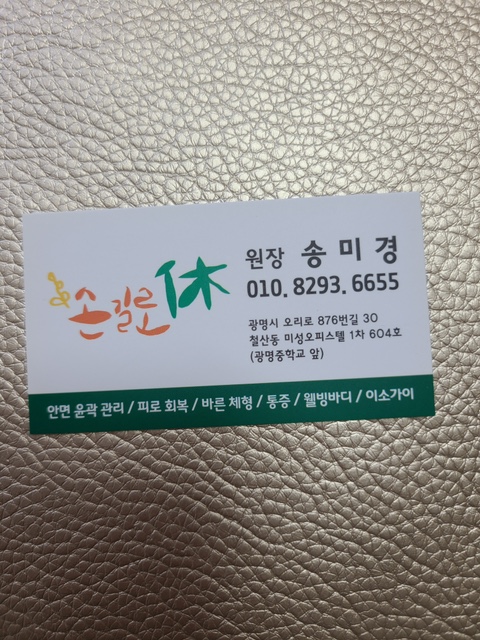 손길로休
원장 송미경
010. 8293. 6655
광명시 오리로 876번길 30
철산동 미성오피스텔 1차 604호
(광명중학교 앞)
안면 윤곽 관리 / 피로 회복 / 바른 체형 / 통증 / 웰빙바디 / 이소가이